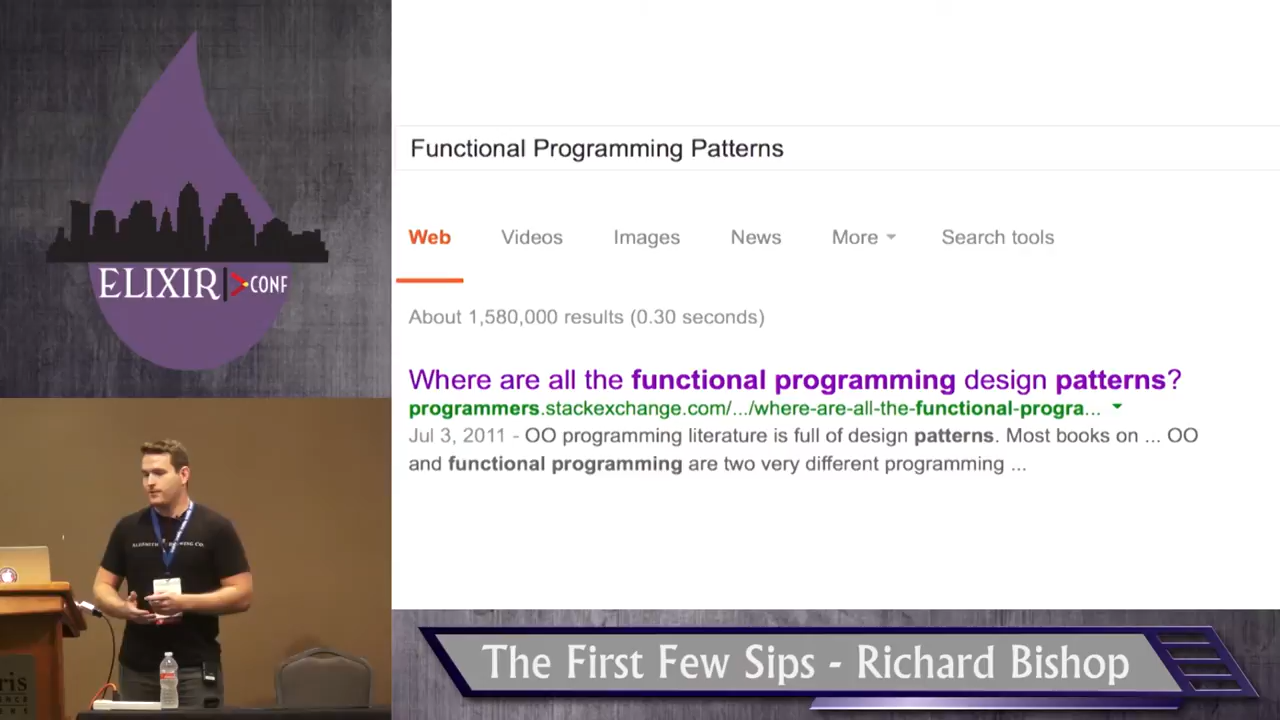 ELIXIR
CONF
Functional Programming Patterns
Web Videos Images News More Search tools
About 1,580,000 results (0.30 seconds)
Where are all the functional programming design patterns?
programmers.stackexchange.com/.../where-are-all-the-functional-progra...
Jul 3, 2011 - OO programming literature is full of design patterns. Most books on ... OO
and functional programming are two very different programming ...
The First Few Sips - Richard Bishop